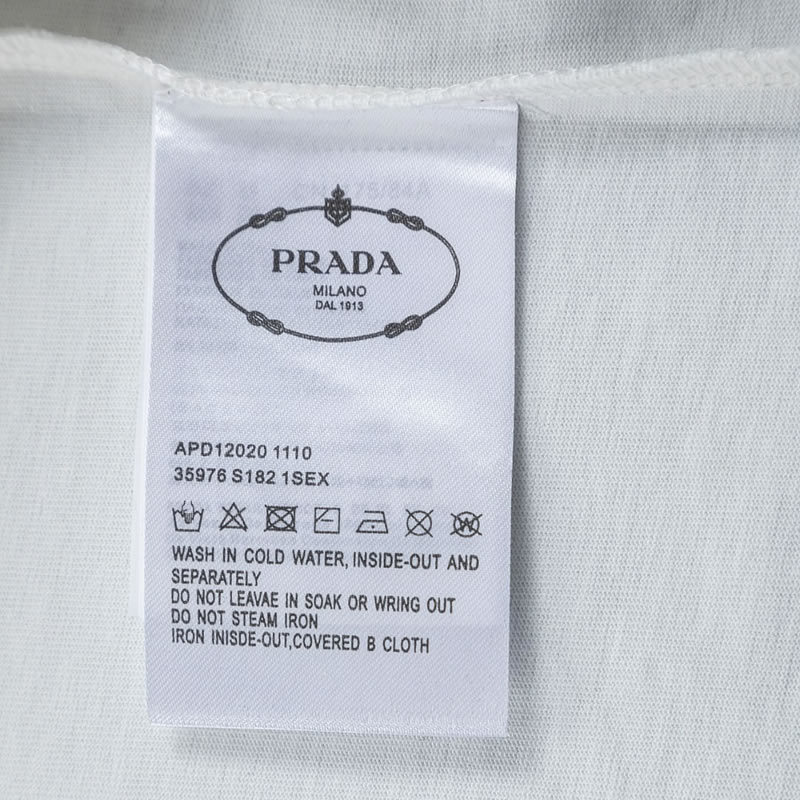 PRADA
MILANO
DAL 1913
APD12020 1110
35976 S182 1SEX
WASH IN COLD WATER, INSIDE-OUT AND
SEPARATELY
DO NOT LEAVAE IN SOAK OR WRING OUT
DO NOT STEAM IRON
IRON INISDE-OUT,COVERED B CLOTH